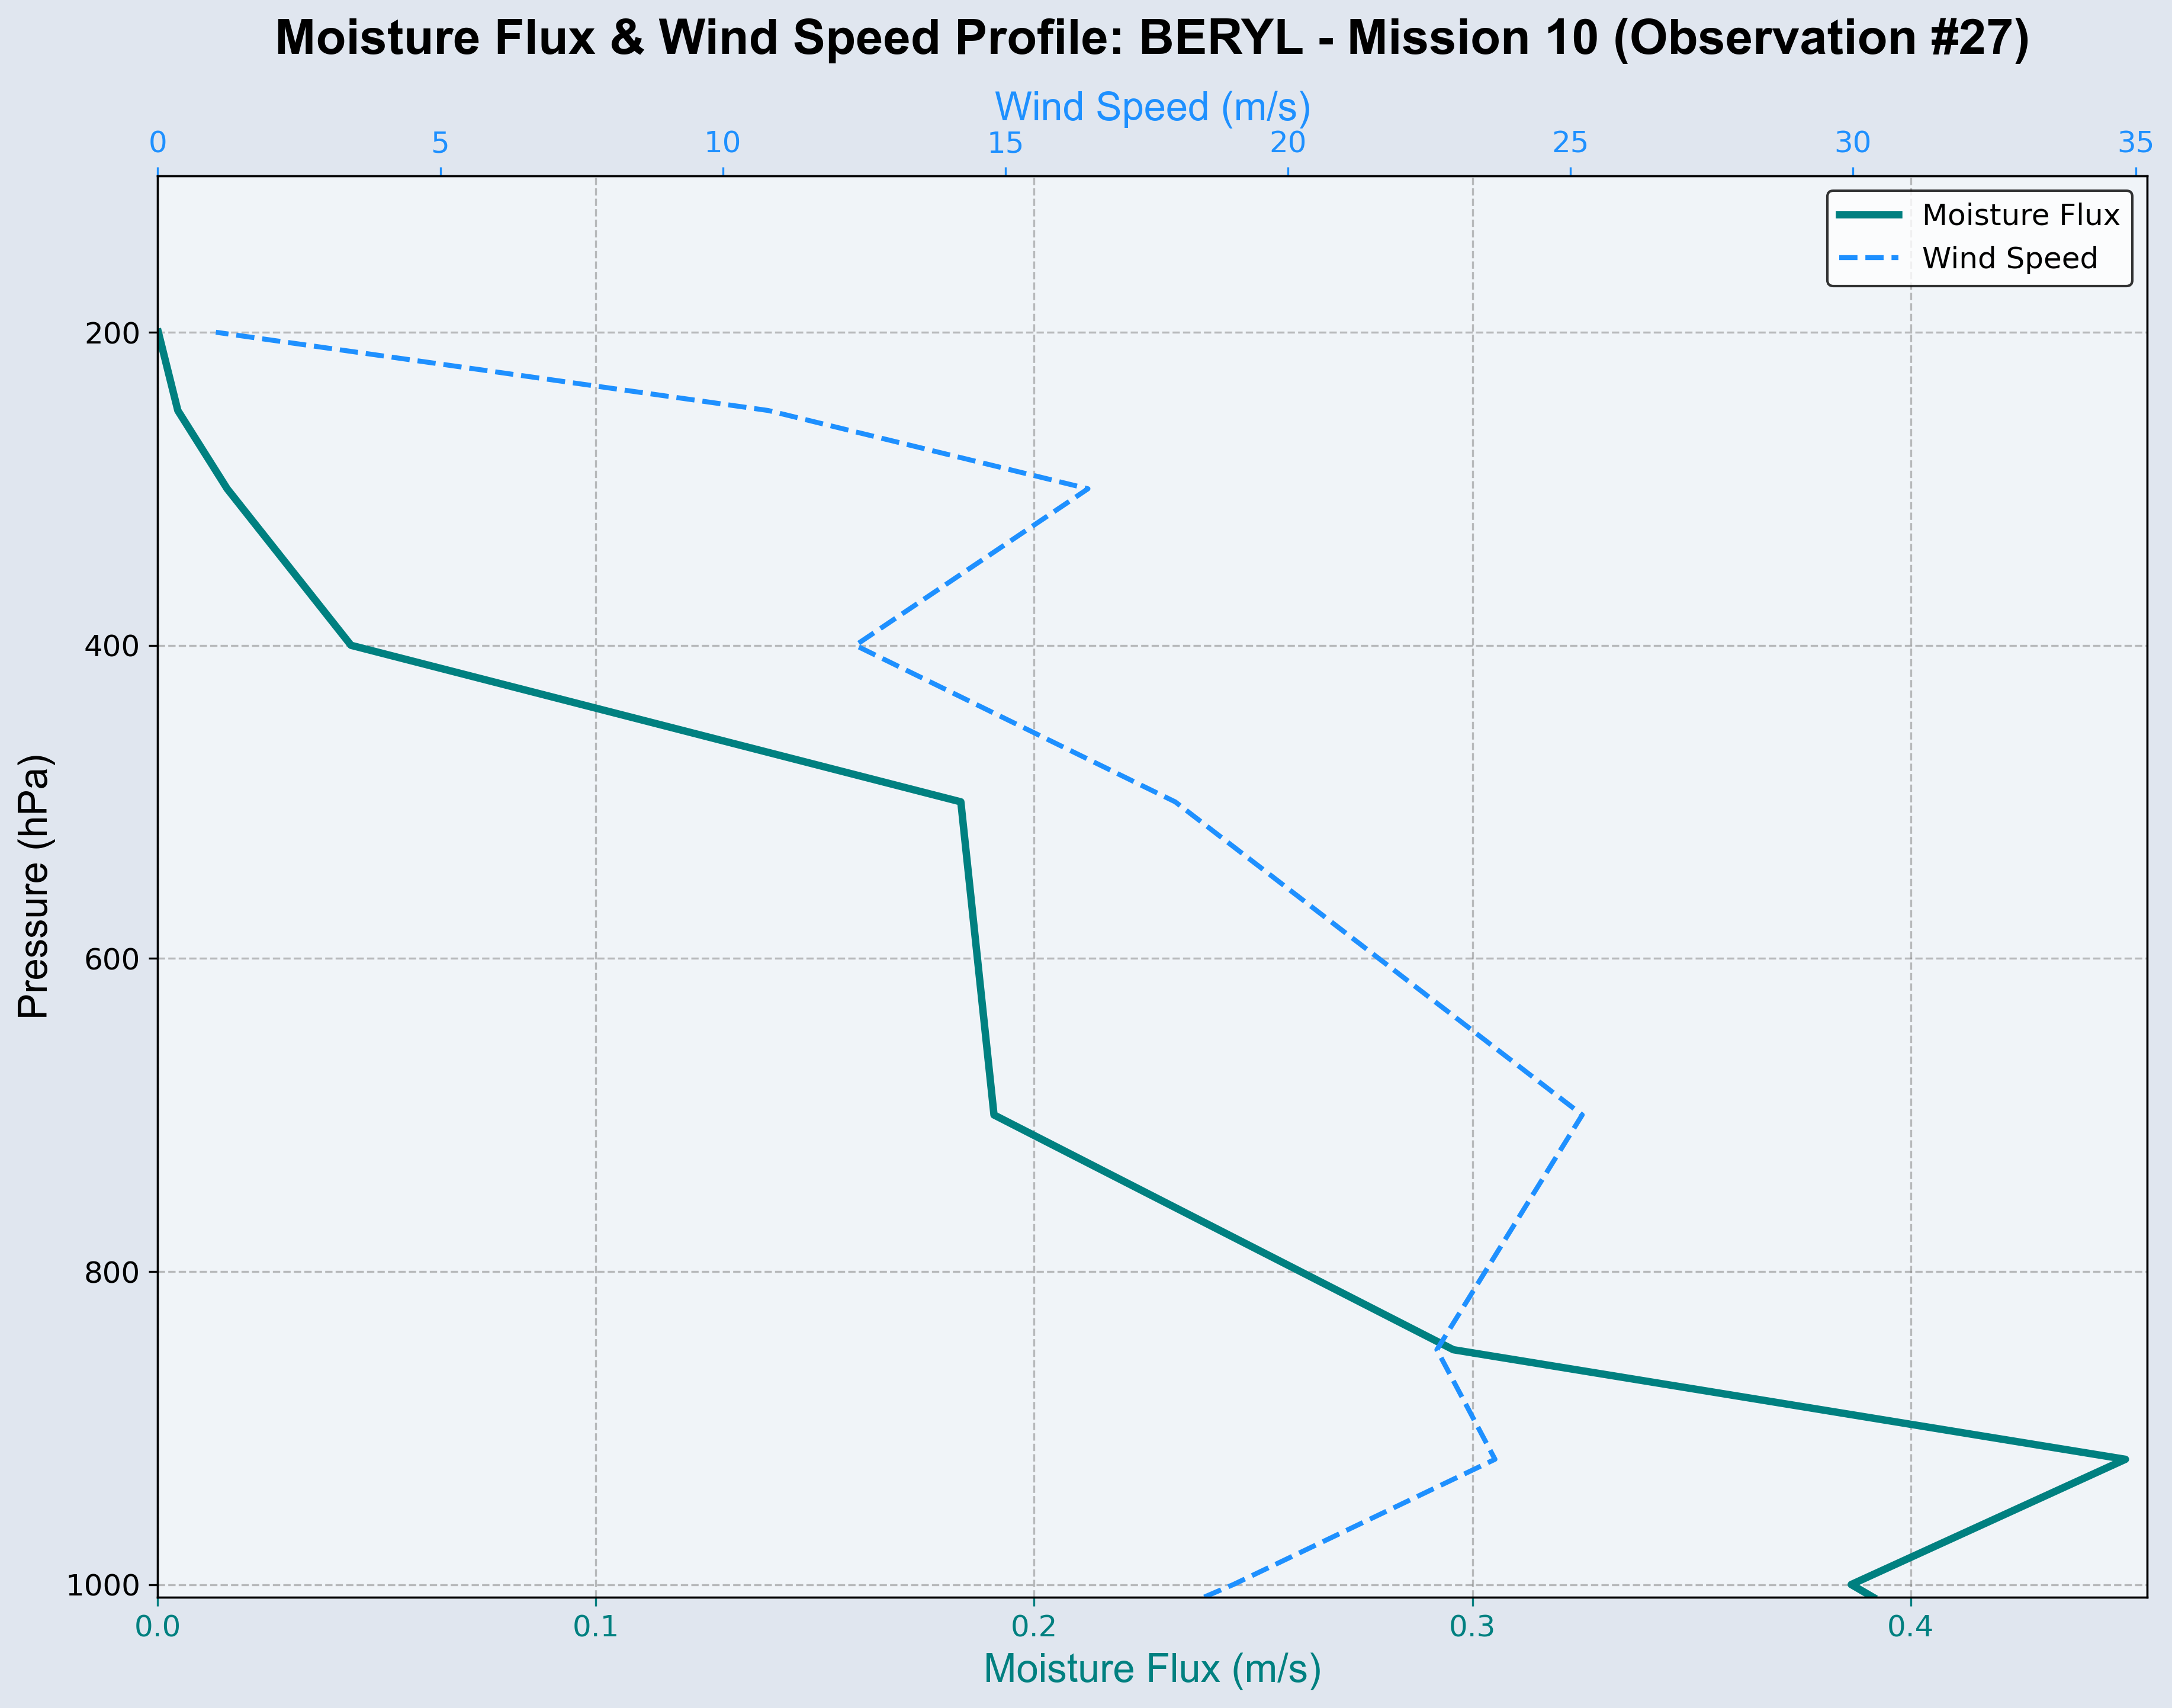 Moisture Flux & Wind Speed Profile: BERYL - Mission 10 (Observation #27)
Wind Speed (m/s)
0 5 10 15 20 25 30 35
Moisture Flux
Wind Speed
200
400
600
800
1000
Pressure (hPa)
0.0 0.1 0.2 0.3 0.4
Moisture Flux (m/s)